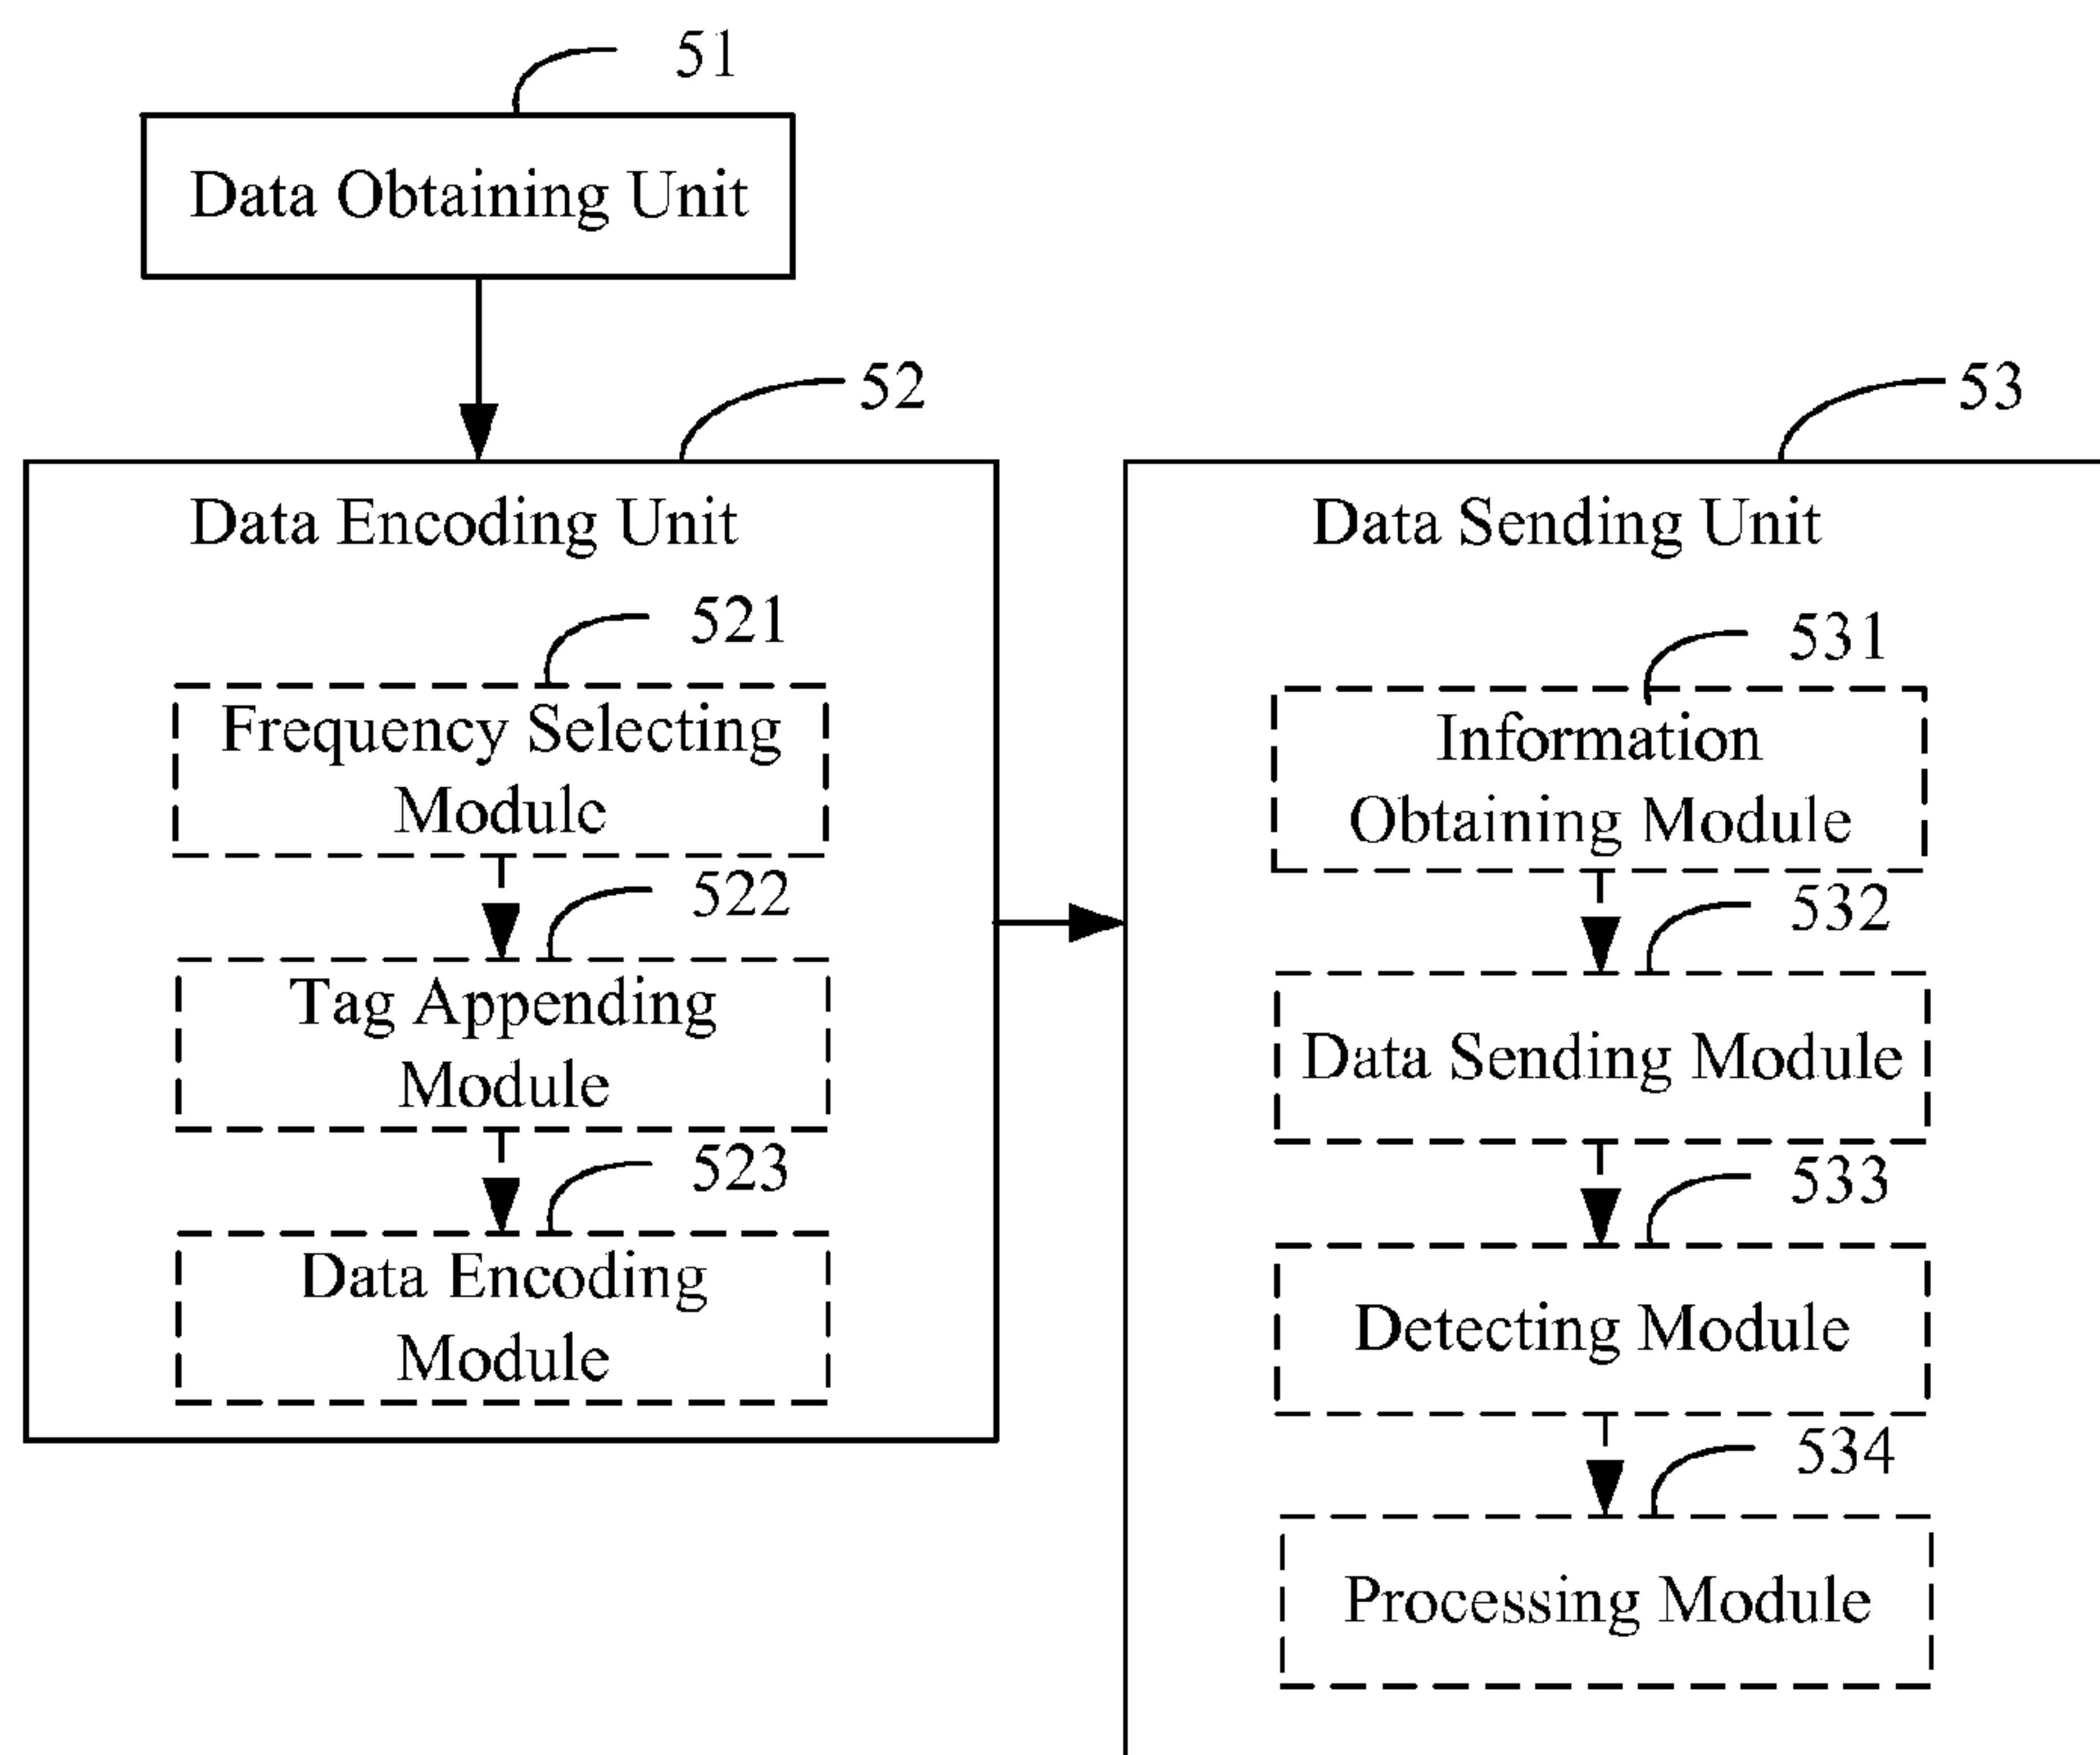 51
Data Obtaining Unit
52
Data Encoding Unit
521
Frequency Selecting
Module
522
Tag Appending
Module
523
Data Encoding
Module
53
Data Sending Unit
531
Information
Obtaining Module
532
Data Sending Module
533
Detecting Module
534
Processing Module